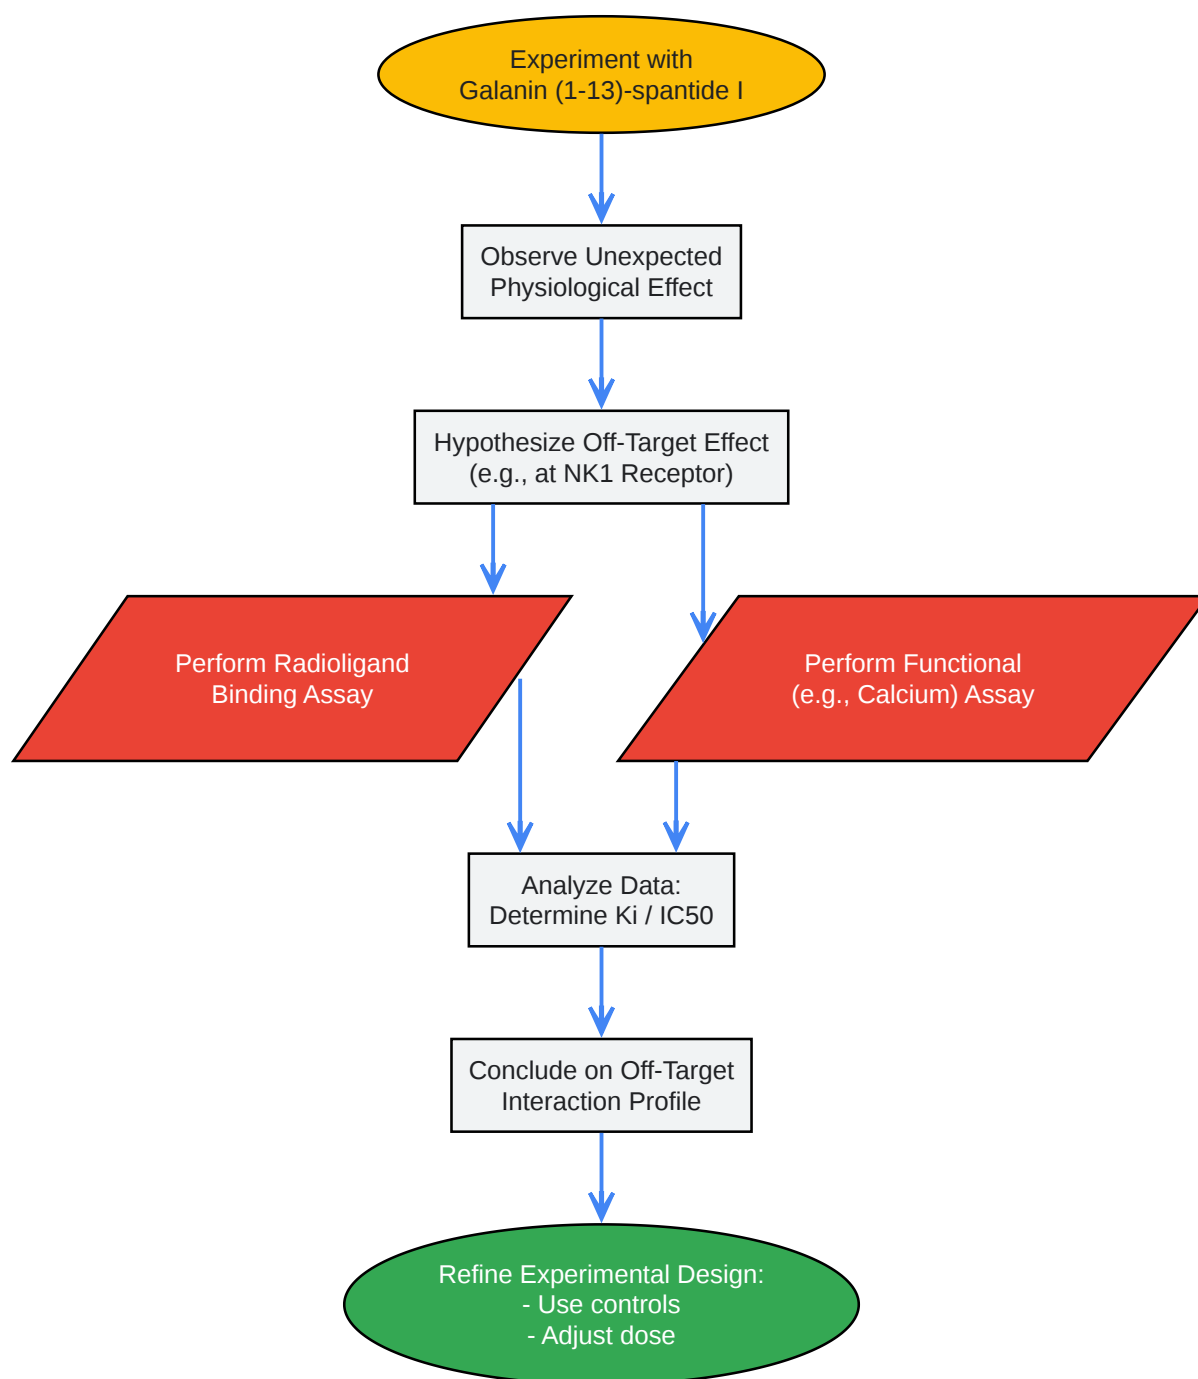 Experiment with
Galanin (1-13)-spantide I
Observe Unexpected
Physiological Effect
Hypothesize Off-Target Effect
(e.g., at NK1 Receptor)
Perform Radioligand
Binding Assay
Perform Functional
(e.g., Calcium) Assay
Analyze Data:
Determine Ki / IC50
Conclude on Off-Target
Interaction Profile
Refine Experimental Design:
- Use controls
- Adjust dose